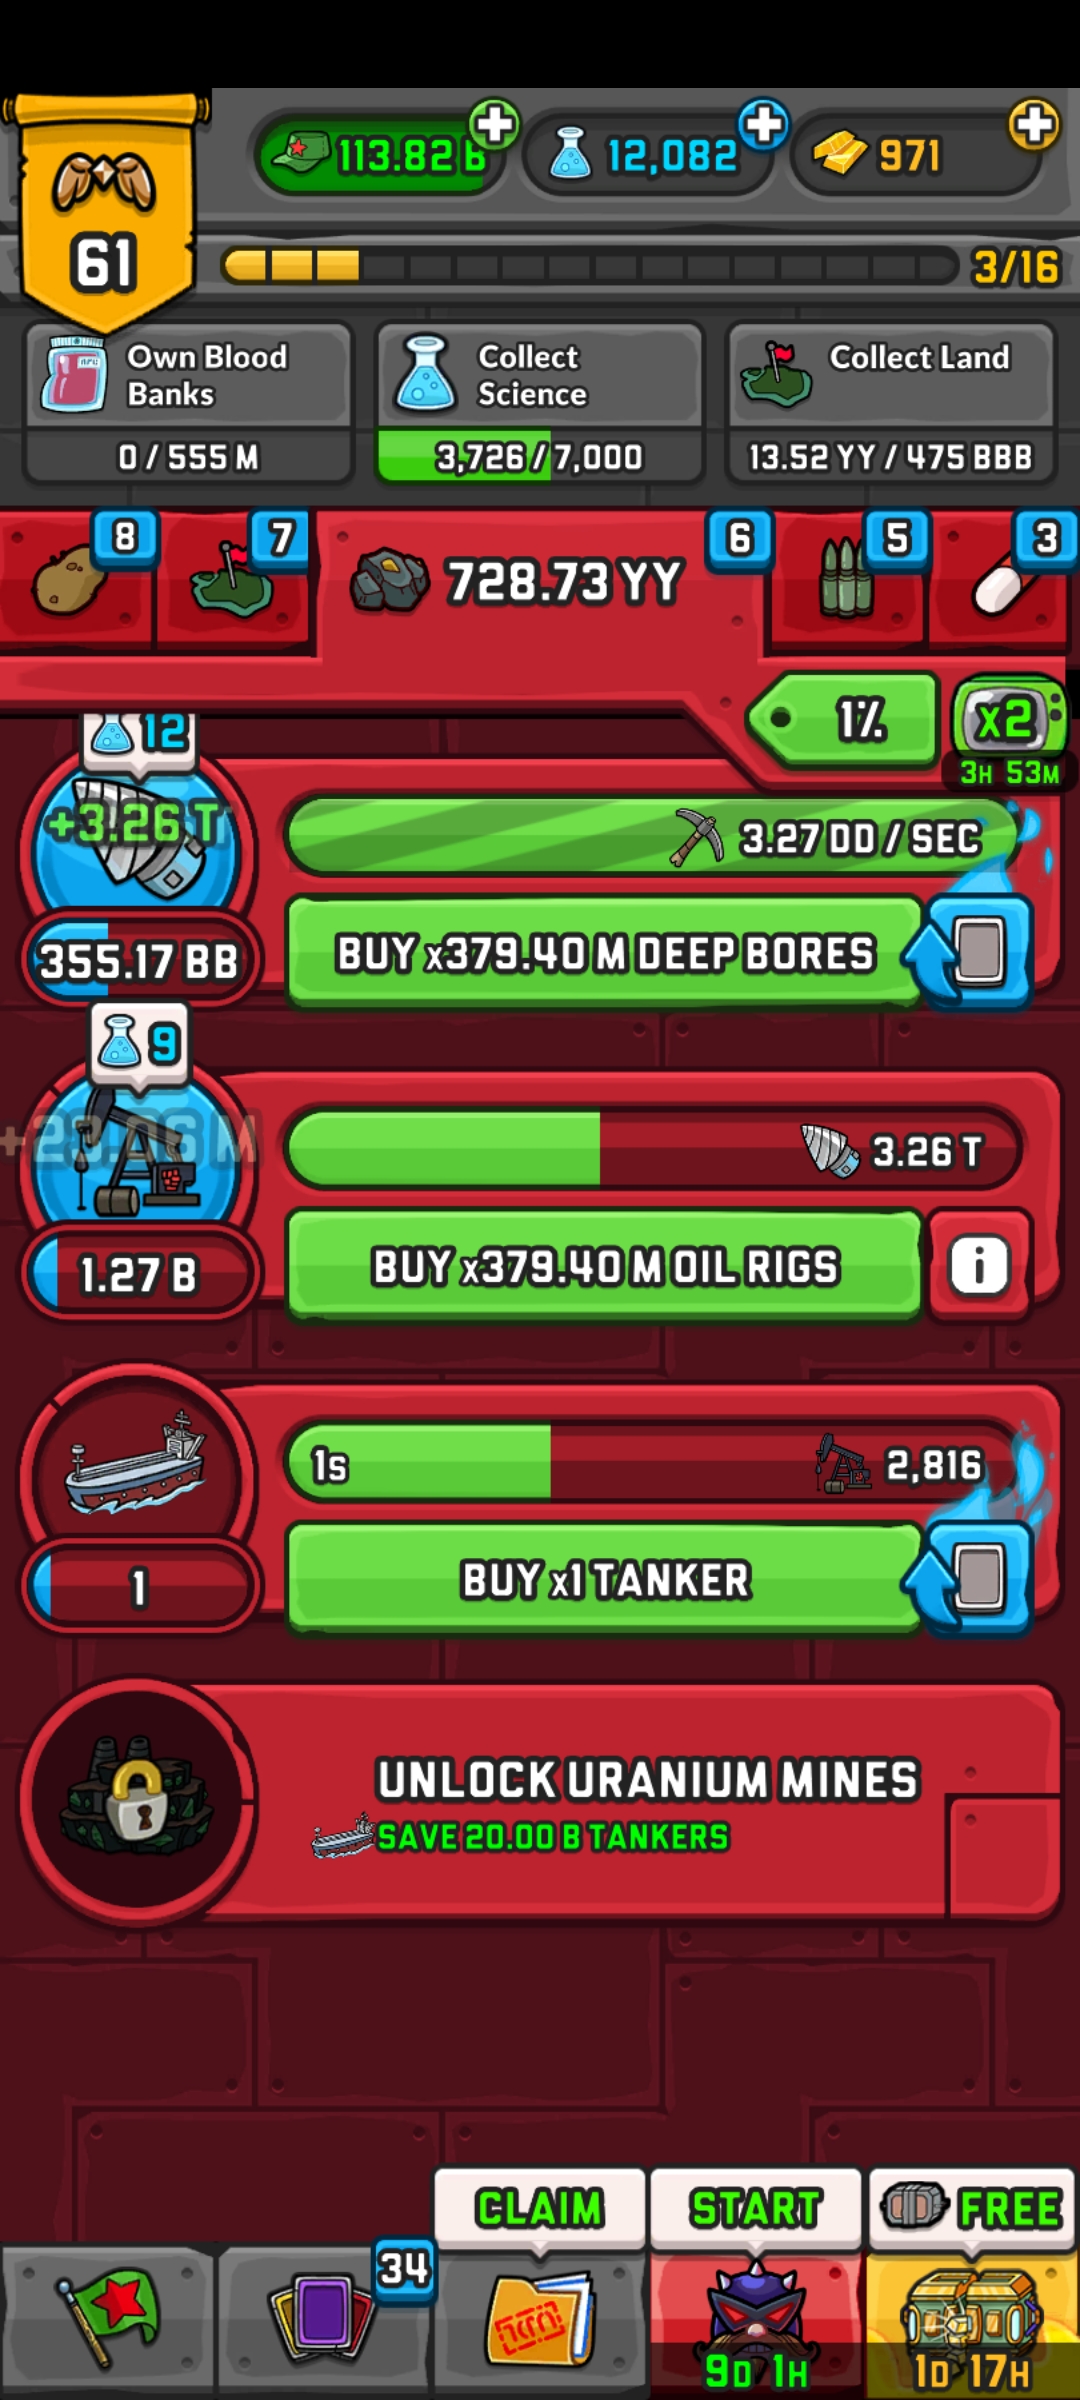 113.82 B
12,082
971
61
3/16
Own Blood
Banks
Collect
Science
Collect Land
0 / 555 M
3,726 / 7,000
13.52 YY / 475 BBB
8
7
728.73 YY
6
5
3
1%
x2
3H 53M
12
+3.26 T
3.27 DD / SEC
355.17 BB
BUY x379.40 M DEEP BORES
9
+23.06 M
3.26 T
1.27 B
BUY x379.40 M OIL RIGS
i
1s
2,816
1
BUY x1 TANKER
UNLOCK URANIUM MINES
SAVE 20.00 B TANKERS
CLAIM
START
FREE
34
9D 1H
1D 17H